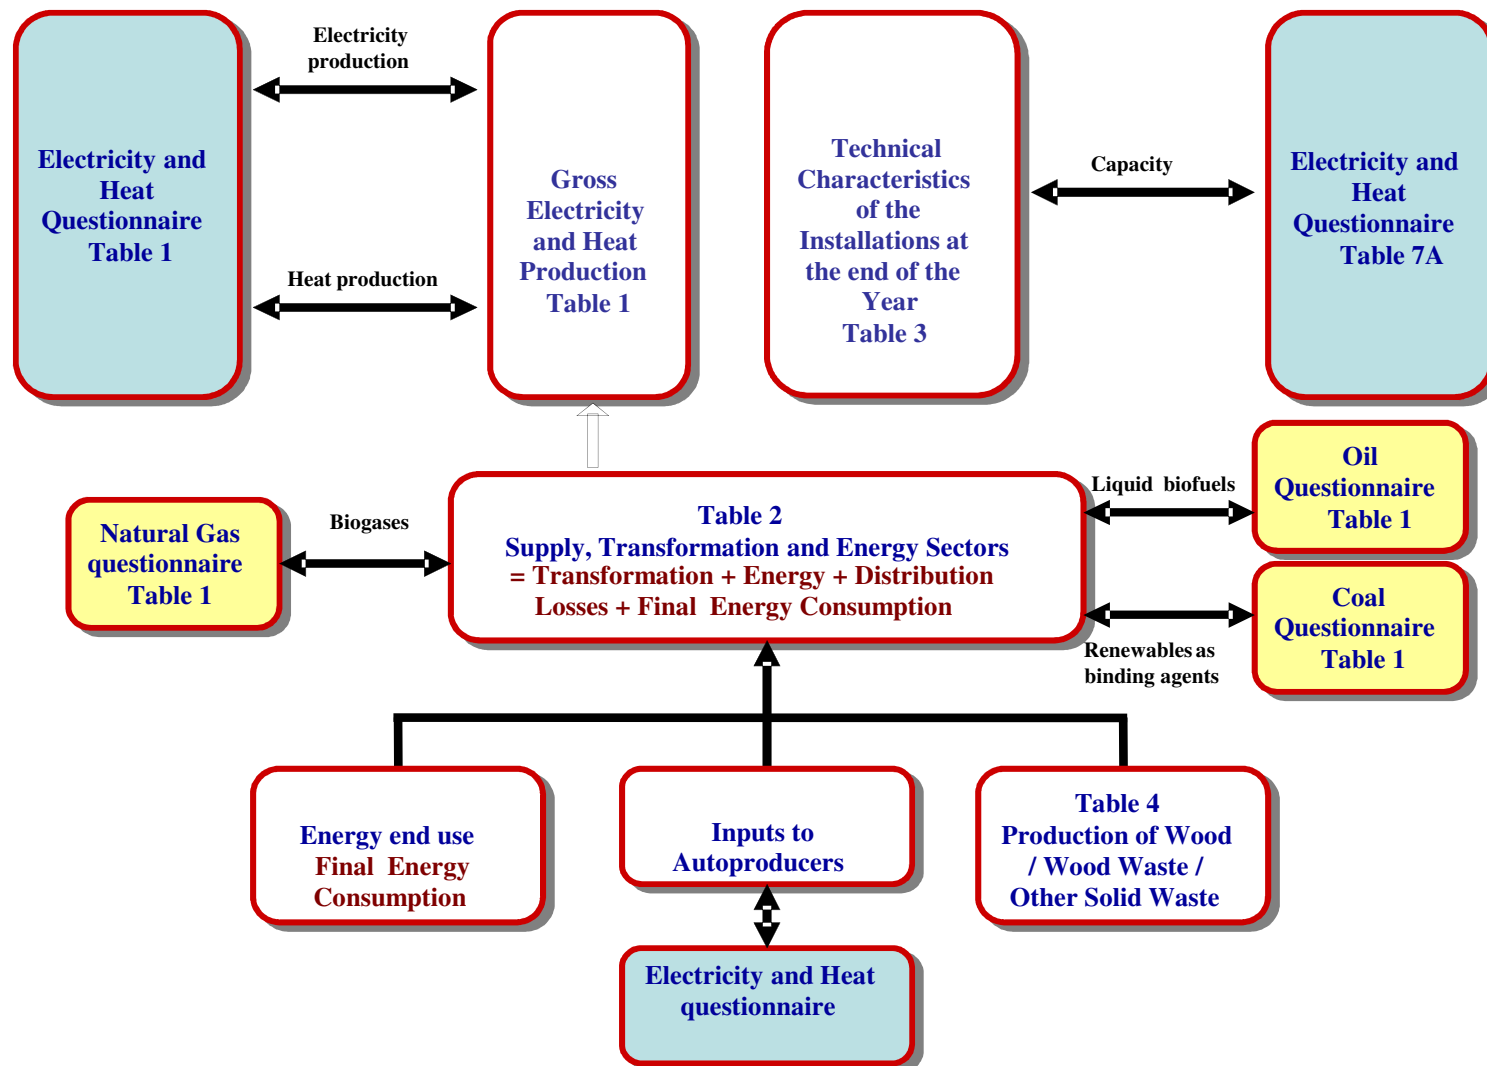 Electricity
production
Electricity and
Heat
Questionnaire
Table 1
Heat production
Gross
Electricity
and Heat
Production
Table 1
Technical
Characteristics
of the
Installations at
the end of the
Year
Table 3
Capacity
Electricity and
Heat
Questionnaire
Table 7A
Natural Gas
questionnaire
Table 1
Biogases
Table 2
Supply, Transformation and Energy Sectors
= Transformation + Energy + Distribution
Losses + Final Energy Consumption
Liquid biofuels
Oil
Questionnaire
Table 1
Renewables as
binding agents
Coal
Questionnaire
Table 1
Energy end use
Final Energy
Consumption
Inputs to
Autoproducers
Table 4
Production of Wood
/ Wood Waste /
Other Solid Waste
Electricity and Heat
questionnaire